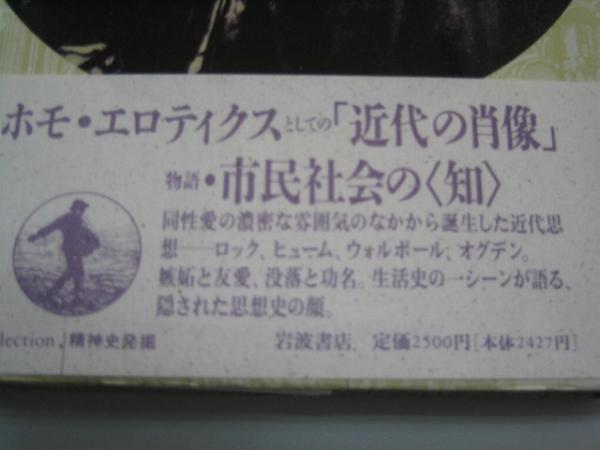 ホモ・エロティクスとしての「近代の肖像」
物語・市民社会の〈知〉
同性愛の濃密な雰囲気のなかから誕生した近代思
想──ロック、ヒューム、ウォルポール、オグデン。
嫉妬と友愛、没落と功名。生活史の一シーンが語る、
隠された思想史の顔。
lection 精神史発掘
岩波書店 定価2500円[本体2427円]